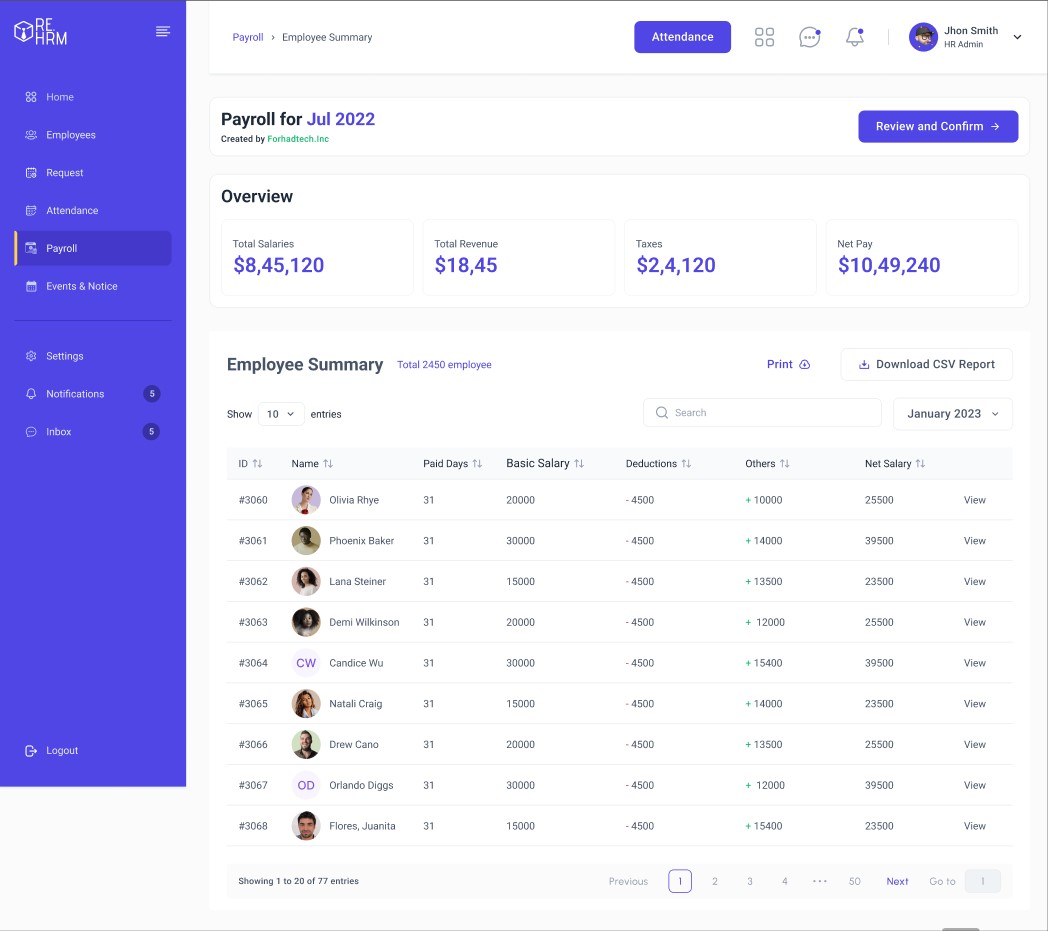 RE
HRM
Home
Employees
Request
Attendance
Payroll
Events & Notice
Settings
Notifications 5
Inbox 5
Logout
Payroll › Employee Summary
Attendance
Jhon Smith
HR Admin
Payroll for Jul 2022
Created by Forhadtech.Inc
Review and Confirm →
Overview
Total Salaries
$8,45,120
Total Revenue
$18,45
Taxes
$2,4,120
Net Pay
$10,49,240
Employee Summary Total 2450 employee
Print
Download CSV Report
Show 10 entries
Search
January 2023
ID Name Paid Days Basic Salary Deductions Others Net Salary
#3060 Olivia Rhye 31 20000 - 4500 + 10000 25500 View
#3061 Phoenix Baker 31 30000 - 4500 + 14000 39500 View
#3062 Lana Steiner 31 15000 - 4500 + 13500 23500 View
#3063 Demi Wilkinson 31 20000 - 4500 + 12000 25500 View
#3064 CW Candice Wu 31 30000 - 4500 + 15400 39500 View
#3065 Natali Craig 31 15000 - 4500 + 14000 23500 View
#3066 Drew Cano 31 20000 - 4500 + 13500 25500 View
#3067 OD Orlando Diggs 31 30000 - 4500 + 12000 39500 View
#3068 Flores, Juanita 31 15000 - 4500 + 15400 23500 View
Showing 1 to 20 of 77 entries
Previous 1 2 3 4 ··· 50 Next Go to 1